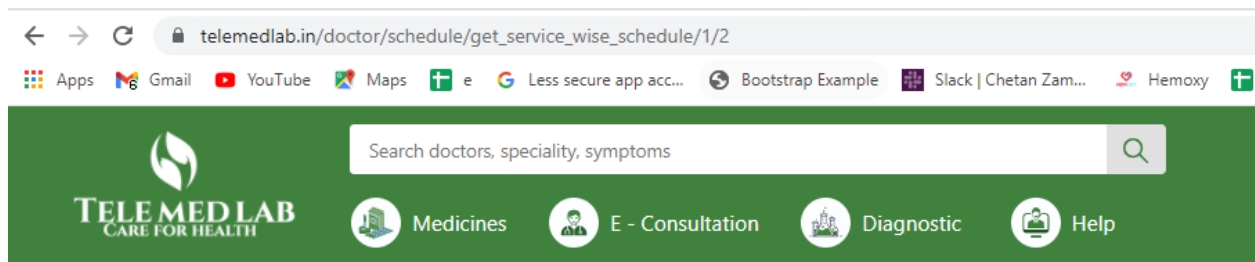 telemedlab.in/doctor/schedule/get_service_wise_schedule/1/2
Apps Gmail YouTube Maps e Less secure app acc... Bootstrap Example Slack | Chetan Zam... Hemoxy
Search doctors, speciality, symptoms
TELE MED LAB
CARE FOR HEALTH
Medicines E - Consultation Diagnostic Help